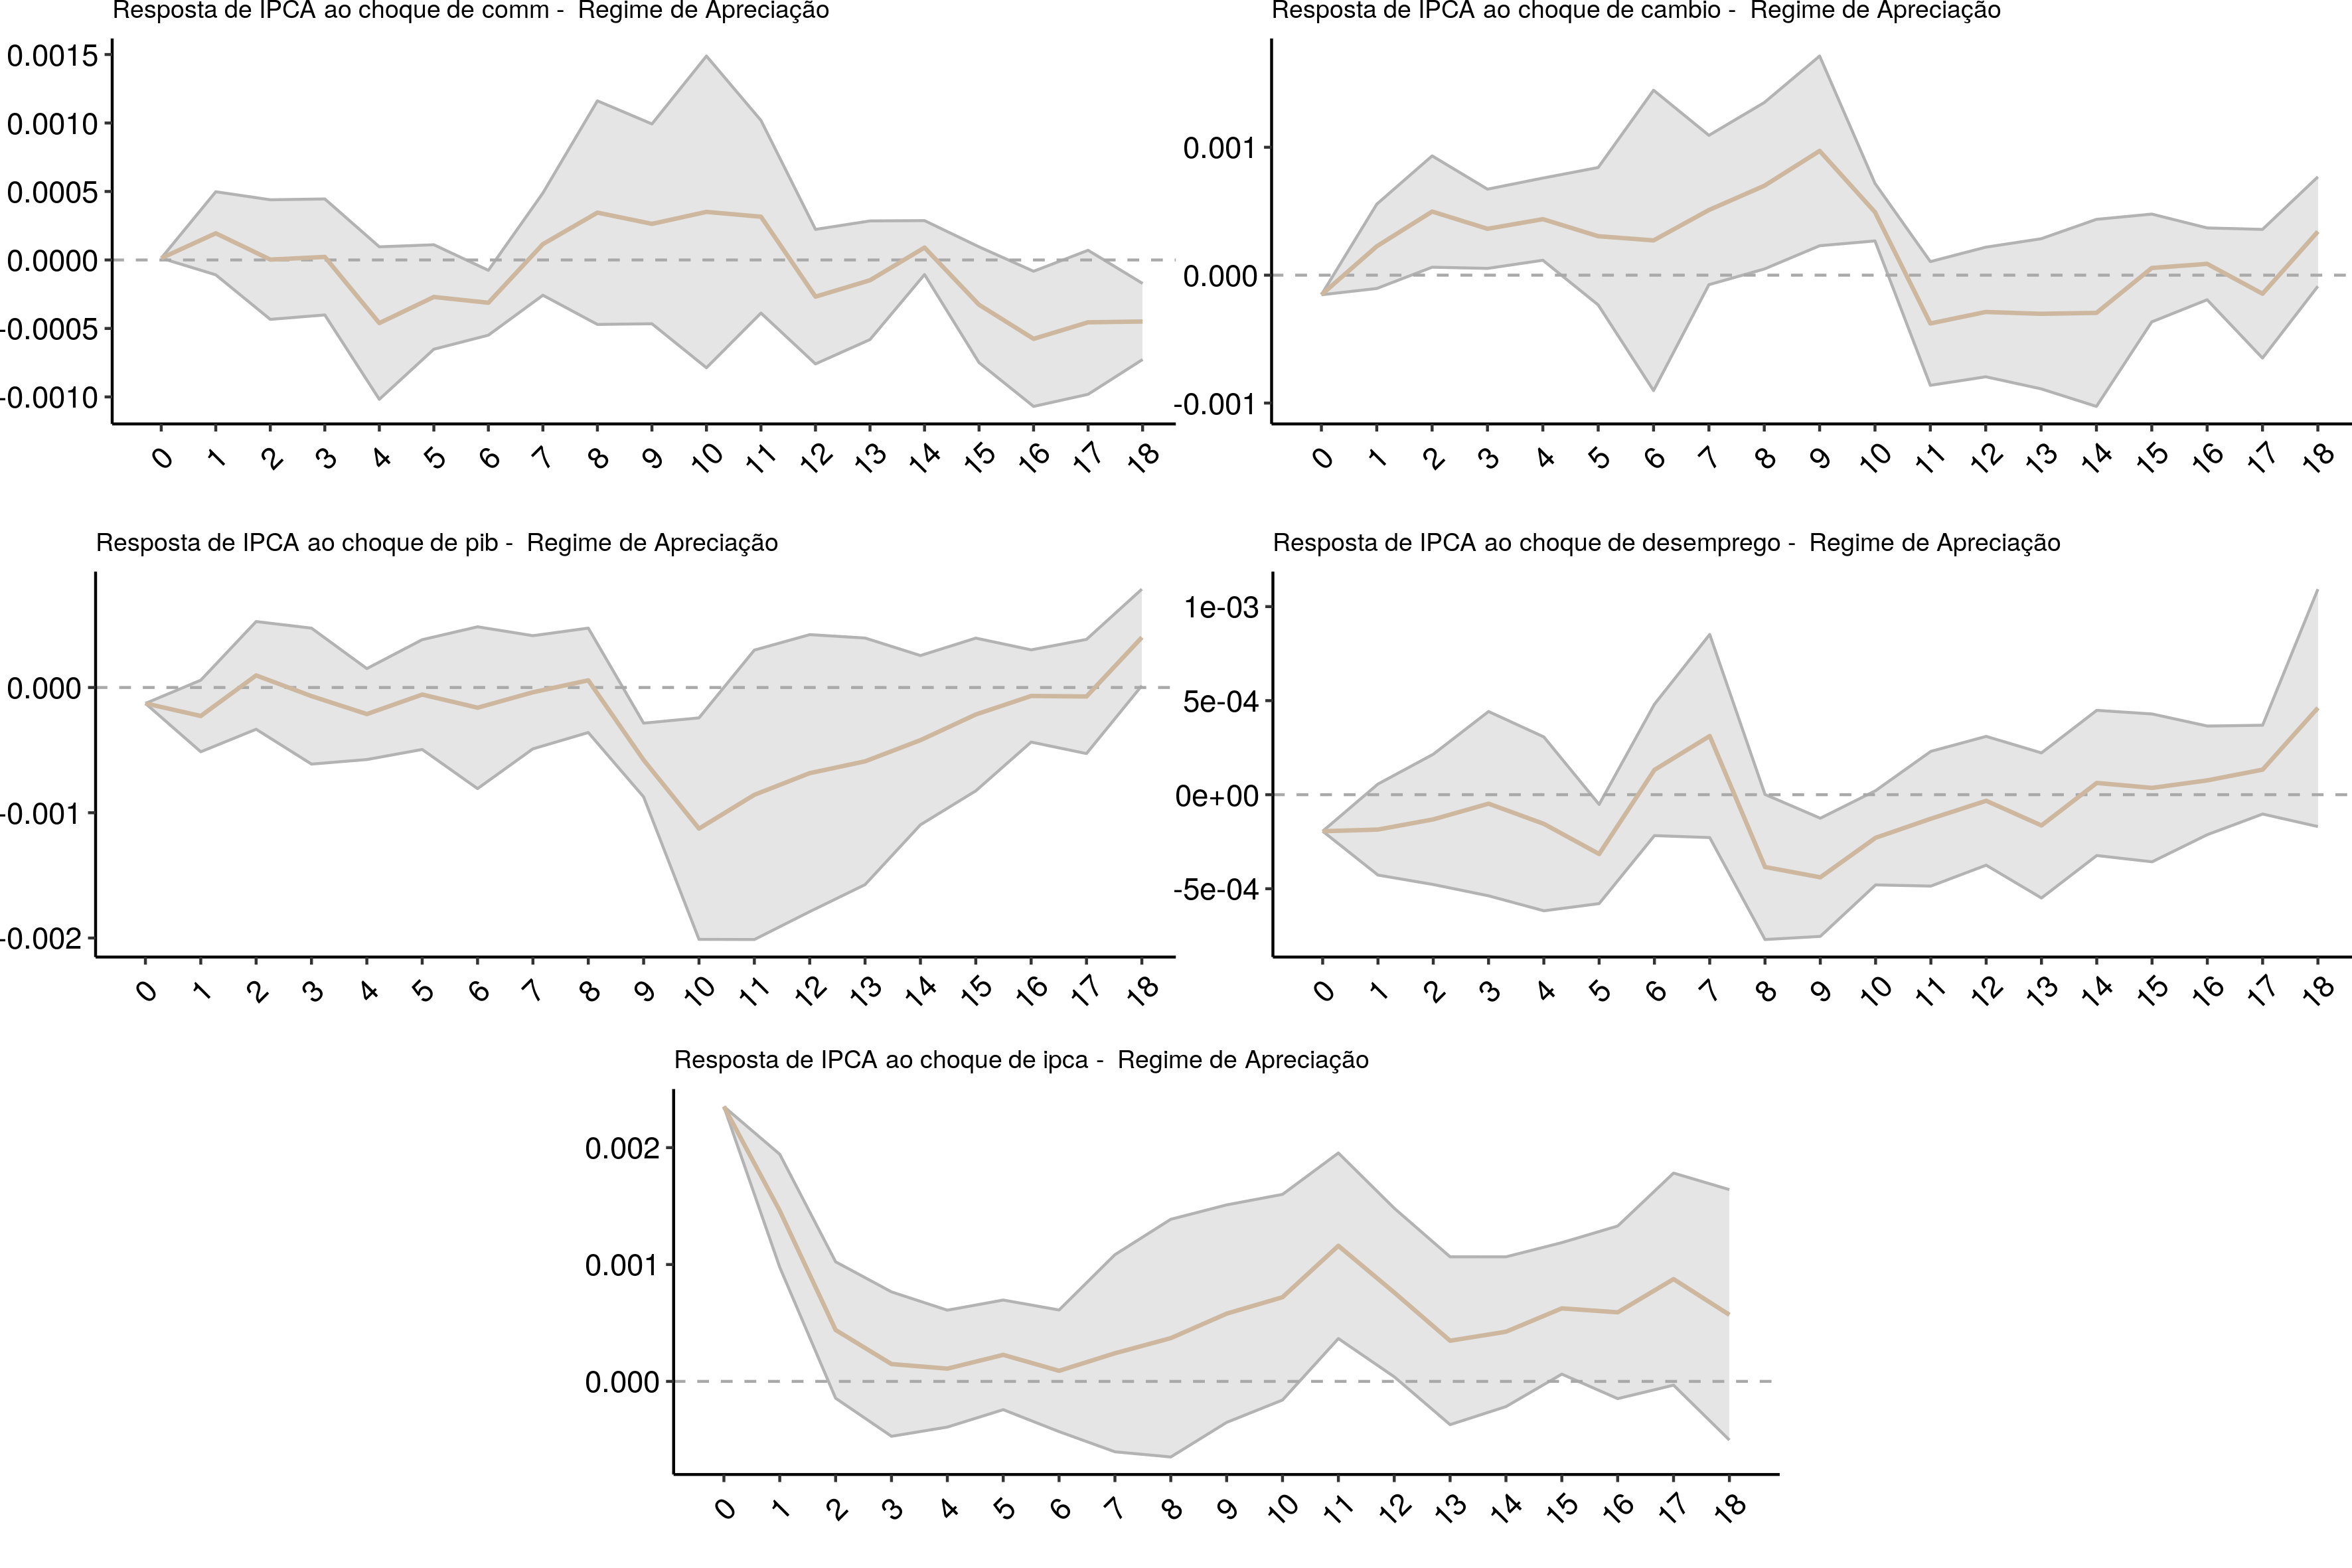 Resposta de IPCA ao choque de comm -  Regime de Apreciação
0.0015
0.0010
0.0005
0.0000
-0.0005
-0.0010
0 1 2 3 4 5 6 7 8 9 10 11 12 13 14 15 16 17 18
Resposta de IPCA ao choque de cambio -  Regime de Apreciação
0.001
0.000
-0.001
0 1 2 3 4 5 6 7 8 9 10 11 12 13 14 15 16 17 18
Resposta de IPCA ao choque de pib -  Regime de Apreciação
0.000
-0.001
-0.002
0 1 2 3 4 5 6 7 8 9 10 11 12 13 14 15 16 17 18
Resposta de IPCA ao choque de desemprego -  Regime de Apreciação
1e-03
5e-04
0e+00
-5e-04
0 1 2 3 4 5 6 7 8 9 10 11 12 13 14 15 16 17 18
Resposta de IPCA ao choque de ipca -  Regime de Apreciação
0.002
0.001
0.000
0 1 2 3 4 5 6 7 8 9 10 11 12 13 14 15 16 17 18